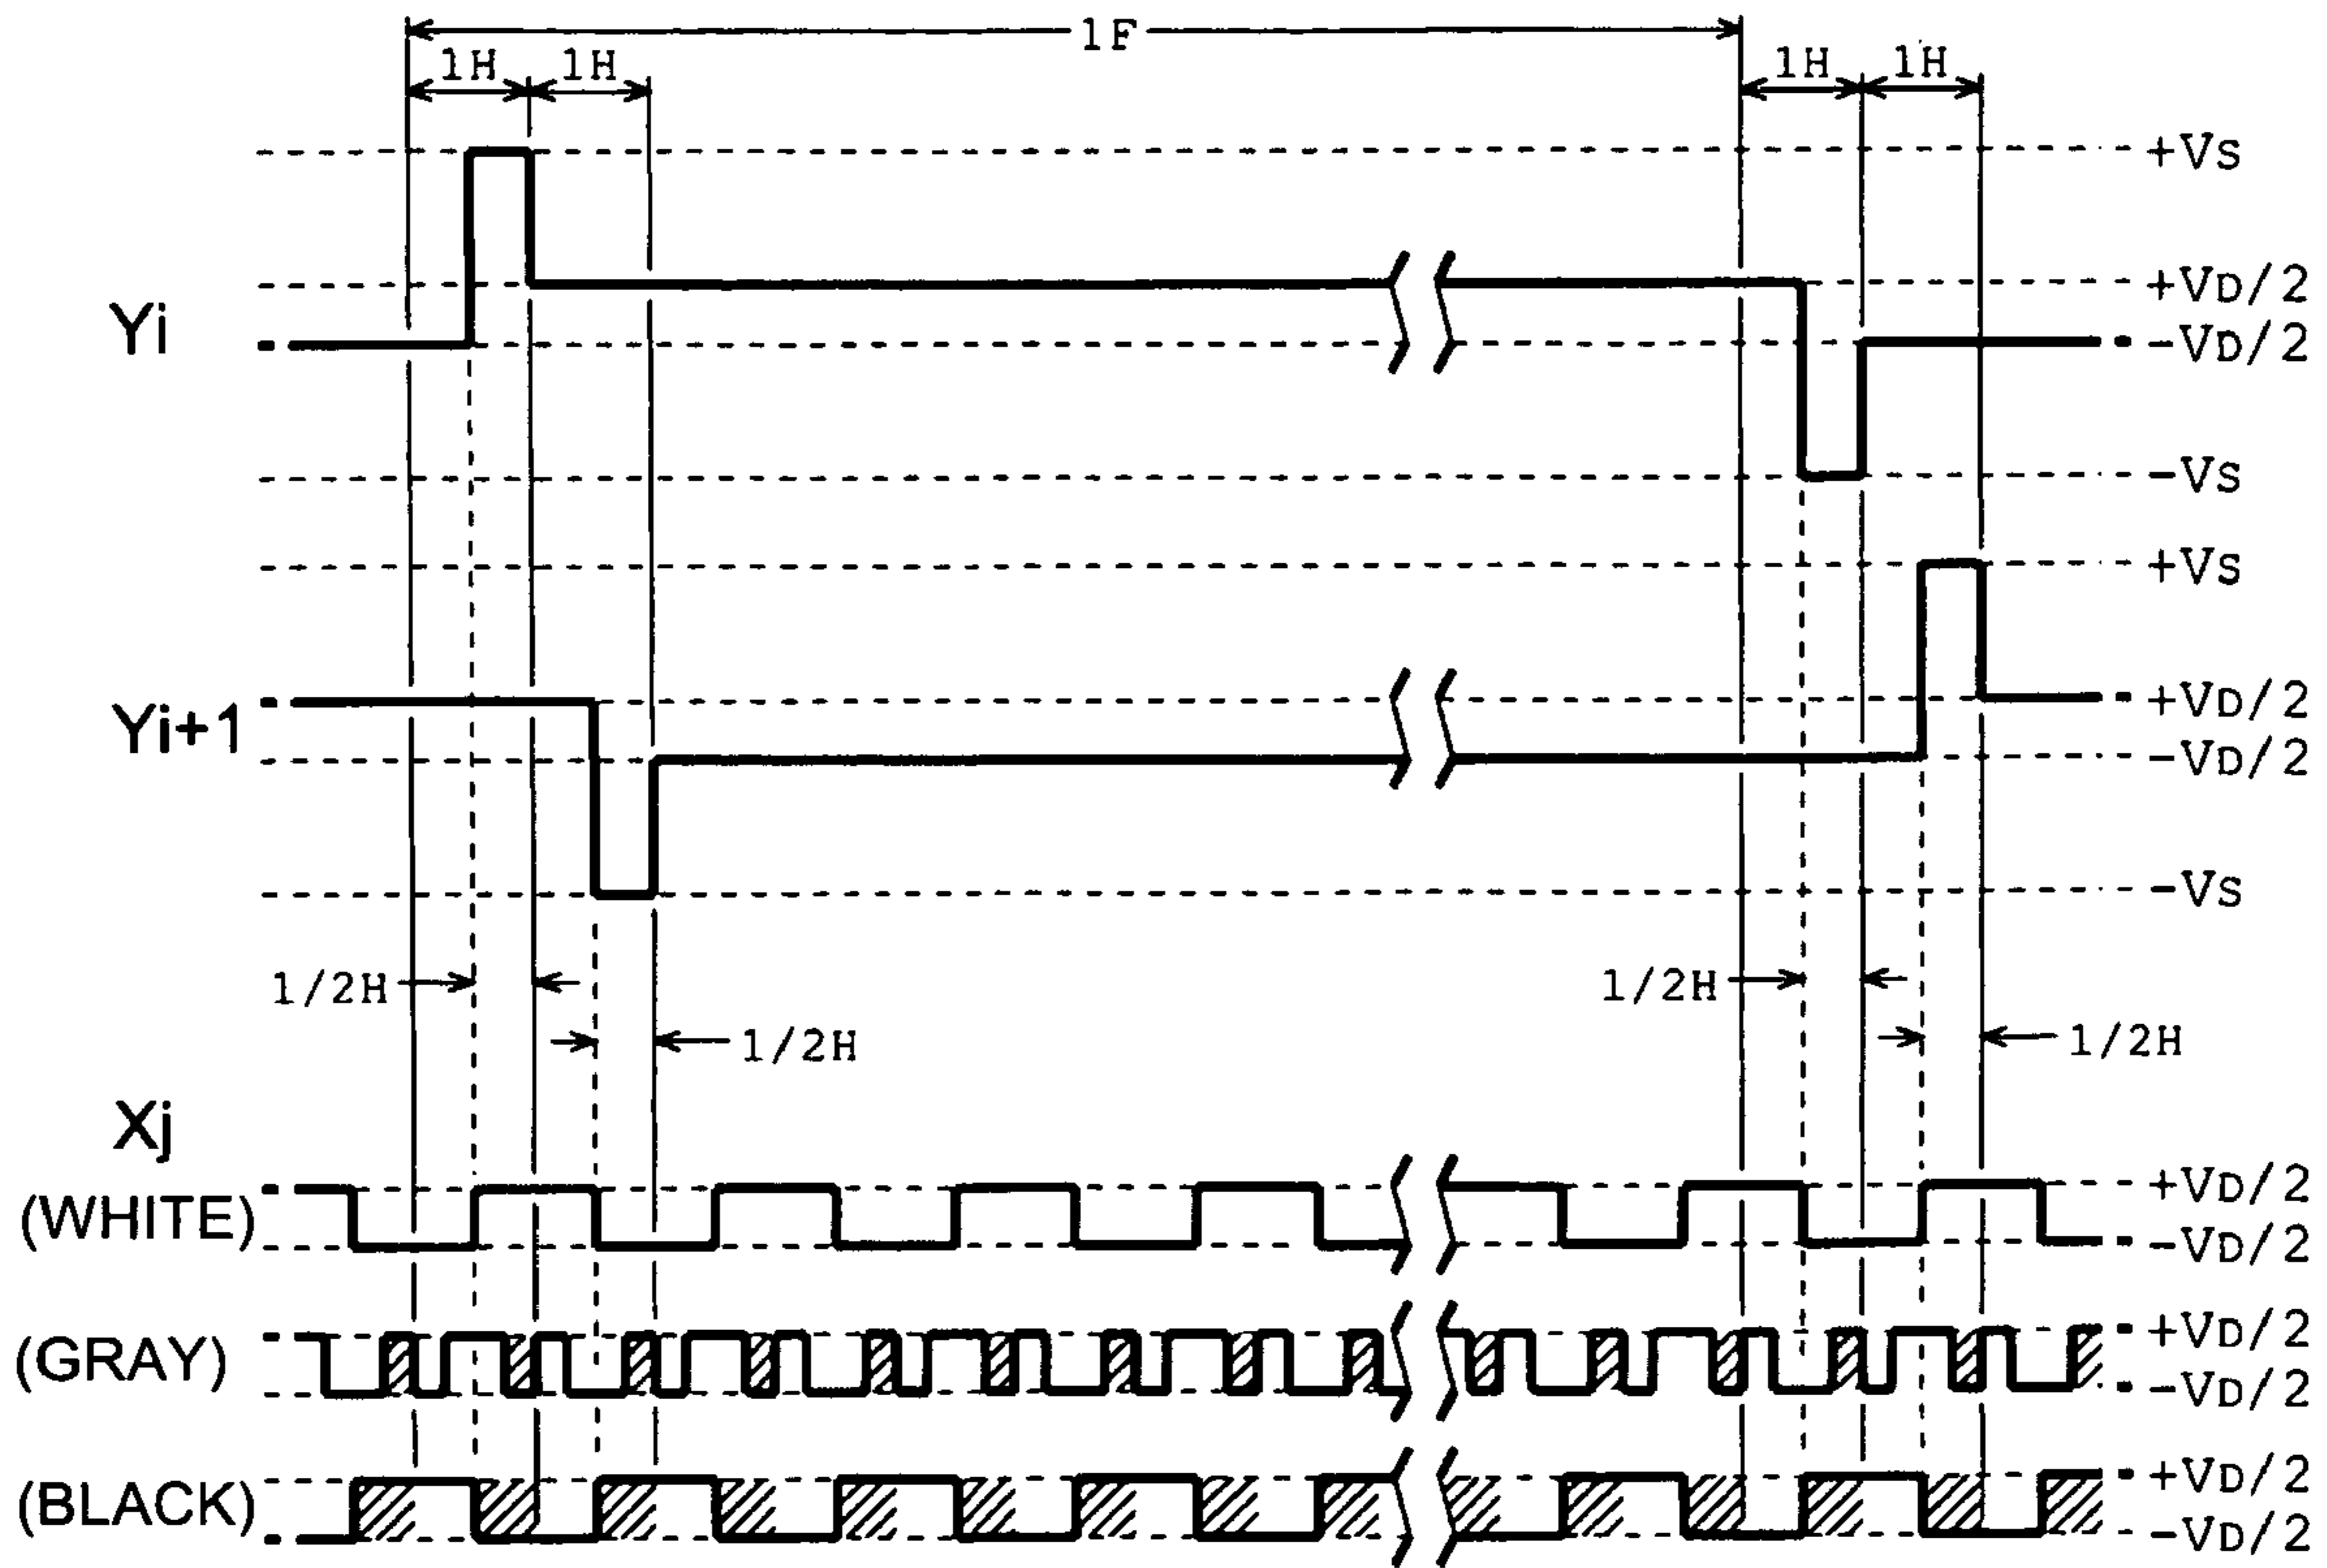 1F
1H 1H 1H 1H
+VS
+VD/2
Yi
-VD/2
-VS
+VS
+VD/2
Yi+1
-VD/2
-VS
1/2H 1/2H
1/2H 1/2H
Xj
+VD/2
(WHITE)
-VD/2
+VD/2
(GRAY)
-VD/2
+VD/2
(BLACK)
-VD/2